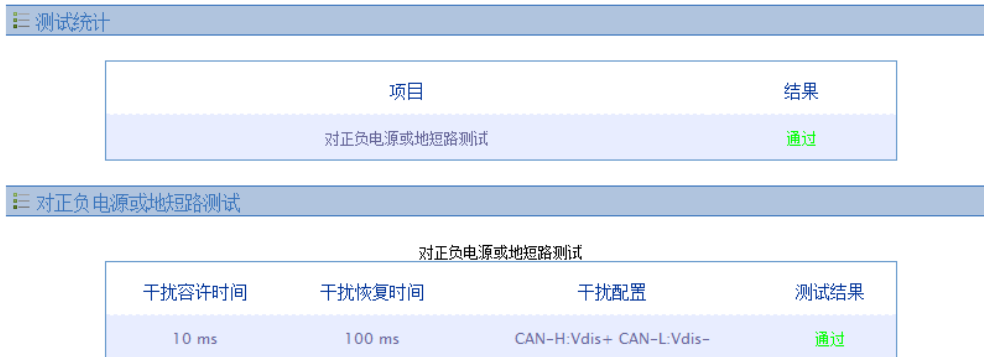 测试统计
项目 结果
对正负电源或地短路测试 通过
对正负电源或地短路测试
对正负电源或地短路测试
干扰容许时间 干扰恢复时间 干扰配置 测试结果
10 ms 100 ms CAN-H:Vdis+ CAN-L:Vdis- 通过